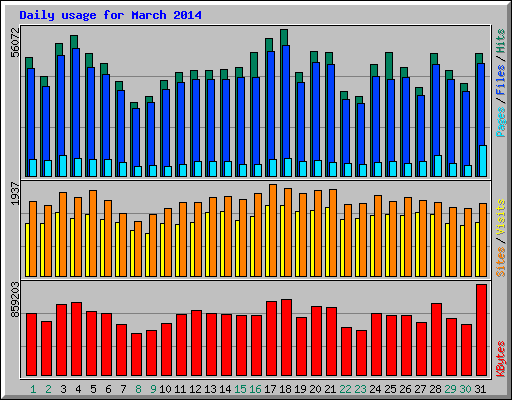 Daily usage for March 2014
56072
Pages / Files / Hits
1937
Sites / Visits
859203
KBytes
1 2 3 4 5 6 7 8 9 10 11 12 13 14 15 16 17 18 19 20 21 22 23 24 25 26 27 28 29 30 31